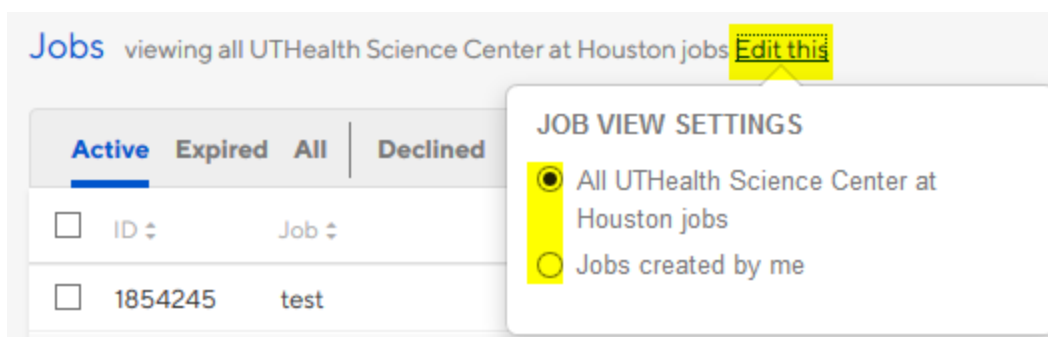 Jobs viewing all UTHealth Science Center at Houston jobs Edit this
JOB VIEW SETTINGS
Active Expired All Declined
All UTHealth Science Center at
Houston jobs
ID Job
Jobs created by me
1854245 test